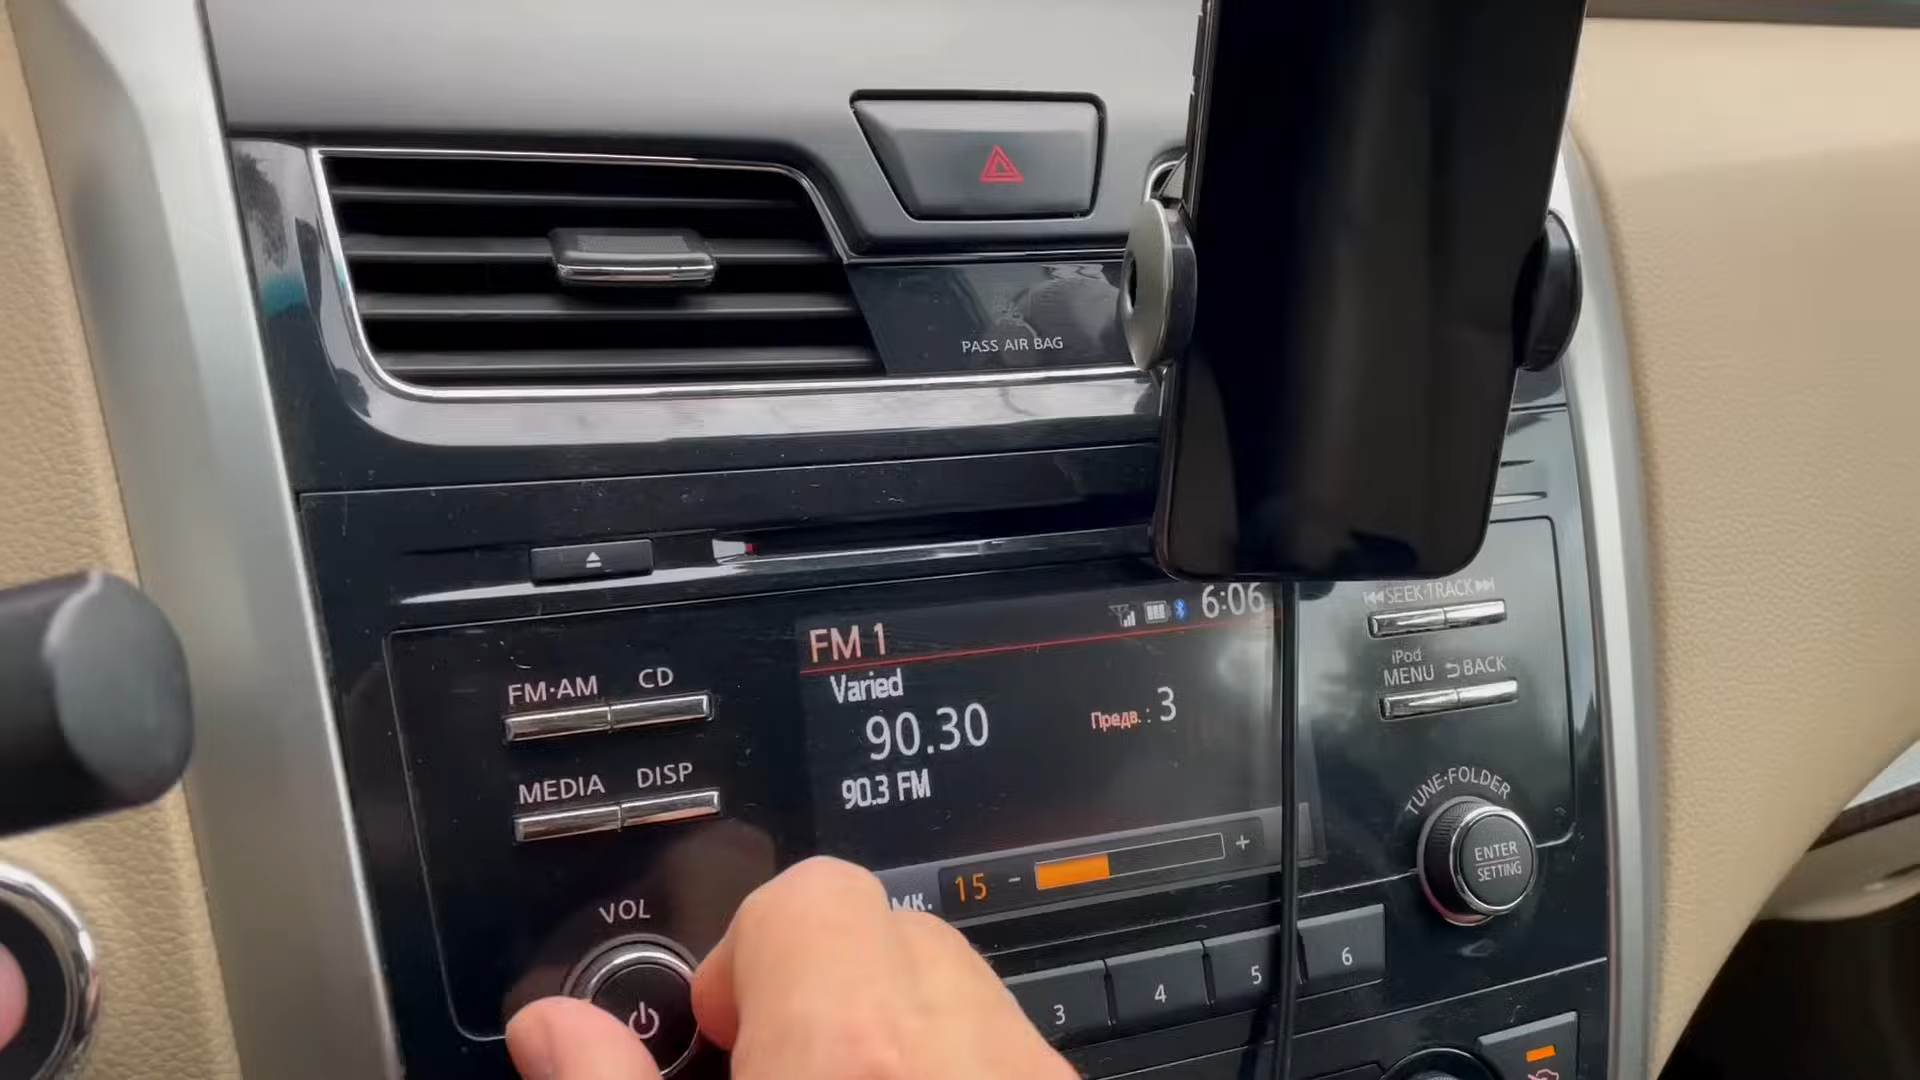 PASS AIR BAG
SEEK·TRACK
FM 1
6:06
FM·AM
CD
Varied
iPod
MENU
BACK
90.30
Предв.: 3
90.3 FM
MEDIA
DISP
TUNE·FOLDER
ENTER
SETTING
15 - +
VOL
3
4
5
6